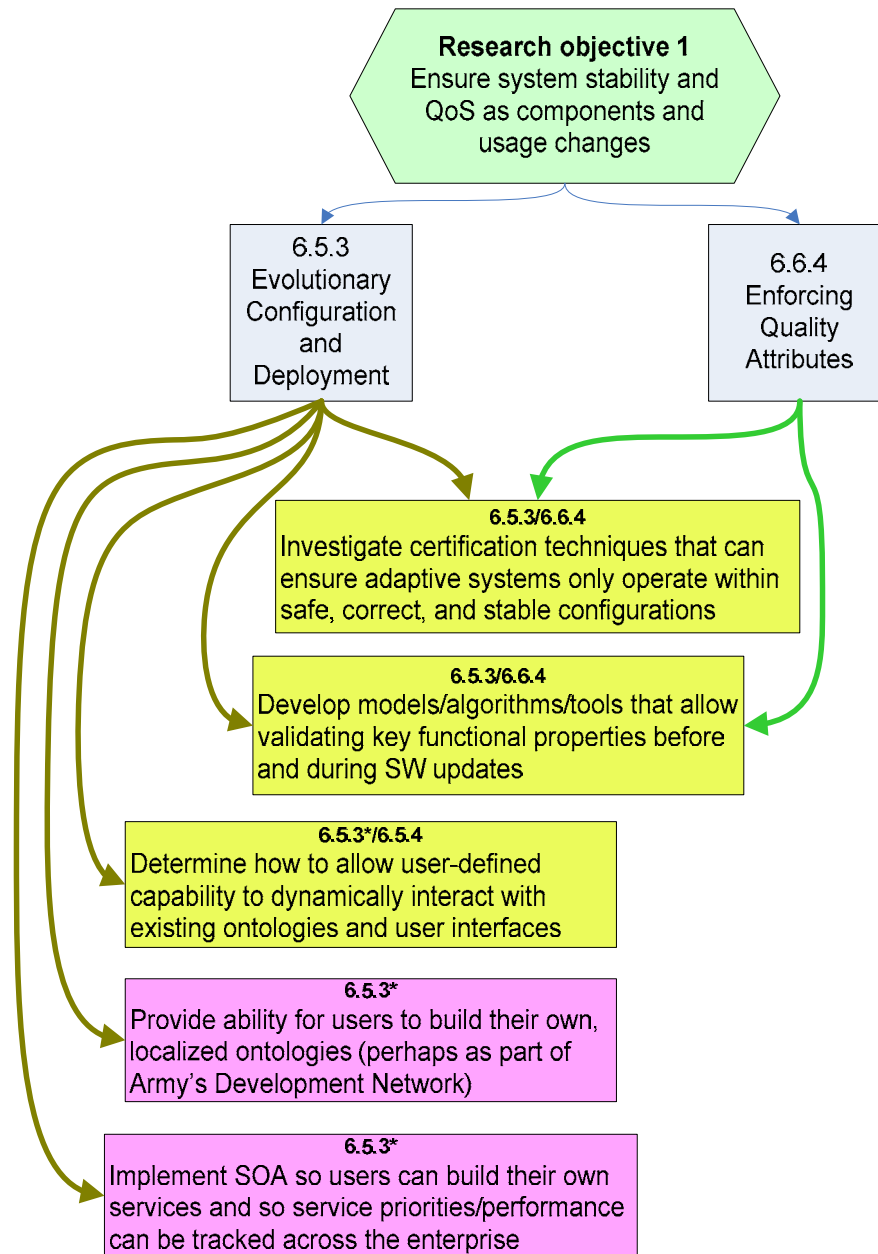 Research objective 1
Ensure system stability and
QoS as components and
usage changes
6.5.3
Evolutionary
Configuration
and
Deployment
6.6.4
Enforcing
Quality
Attributes
6.5.3/6.6.4
Investigate certification techniques that can
ensure adaptive systems only operate within
safe, correct, and stable configurations
6.5.3/6.6.4
Develop models/algorithms/tools that allow
validating key functional properties before
and during SW updates
6.5.3*/6.5.4
Determine how to allow user-defined
capability to dynamically interact with
existing ontologies and user interfaces
6.5.3*
Provide ability for users to build their own,
localized ontologies (perhaps as part of
Army’s Development Network)
6.5.3*
Implement SOA so users can build their own
services and so service priorities/performance
can be tracked across the enterprise